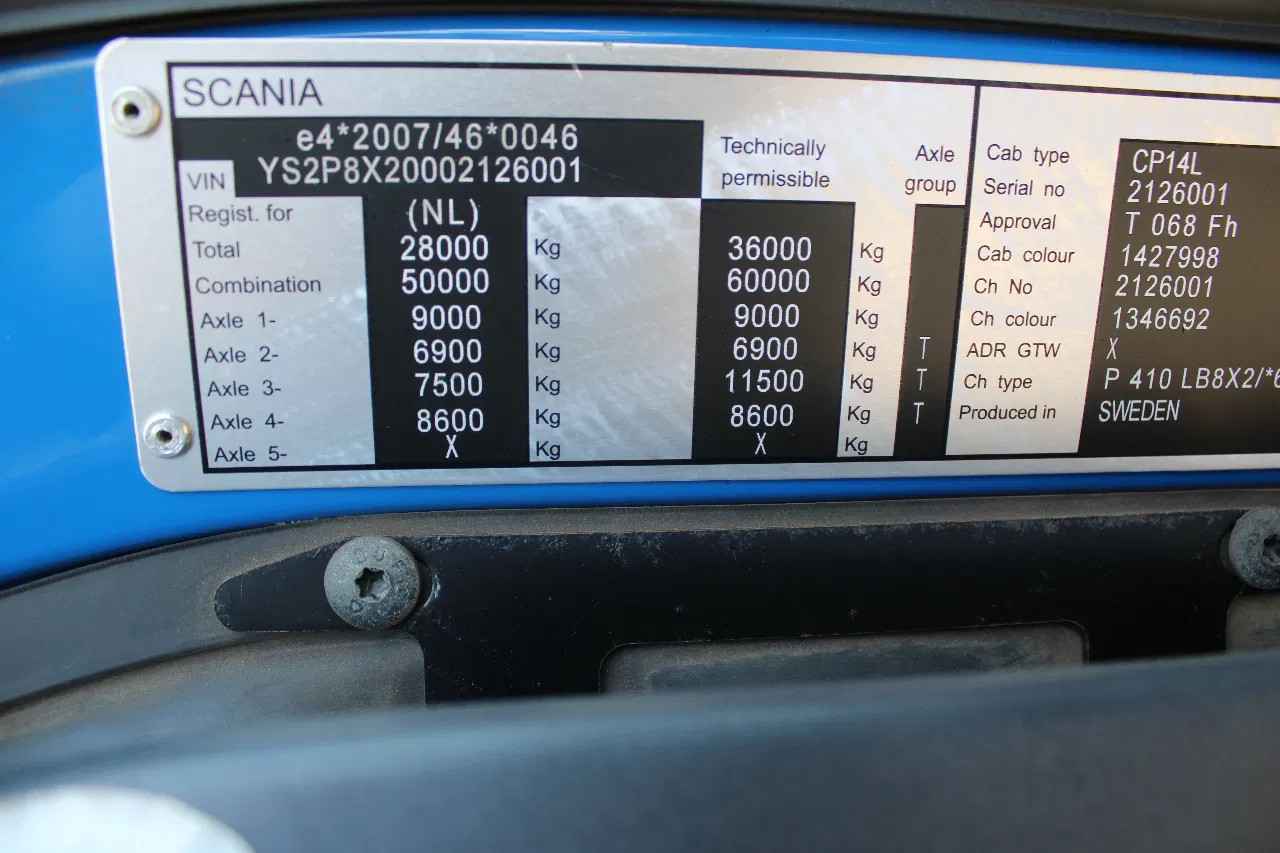 SCANIA
e4*2007/46*0046
VIN YS2P8X20002126001
Technically permissible
Axle group
Regist. for (NL)
Total 28000 Kg 36000 Kg
Combination 50000 Kg 60000 Kg
Axle 1- 9000 Kg 9000 Kg
Axle 2- 6900 Kg 6900 Kg T
Axle 3- 7500 Kg 11500 Kg T
Axle 4- 8600 Kg 8600 Kg T
Axle 5- X Kg X Kg
Cab type CP14L
Serial no 2126001
Approval T 068 Fh
Cab colour 1427998
Ch No 2126001
Ch colour 1346692
ADR GTW X
Ch type P 410 LB8X2/*6
Produced in SWEDEN